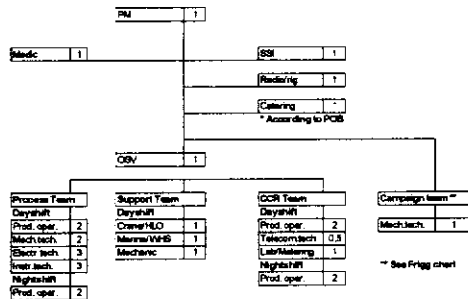 PM 1
Medic 1
SSI 1
Radio/rig 1
Catering *
* According to POB
OSV 1
Process Team
Dayshift
Prod. oper. 2
Mech.tech. 2
Electr.tech. 3
Instr.tech. 3
Nightshift
Prod. oper. 2
Support Team
Dayshift
Crane/HLO 1
Marine/WHS 1
Mechanic 1
CCR Team
Dayshift
Prod. oper. 2
Telecom.tech 0,5
Lab/Metering 1
Nightshift
Prod. oper. 2
Campaign team **
Mech.tech. 1
** See Frigg chart